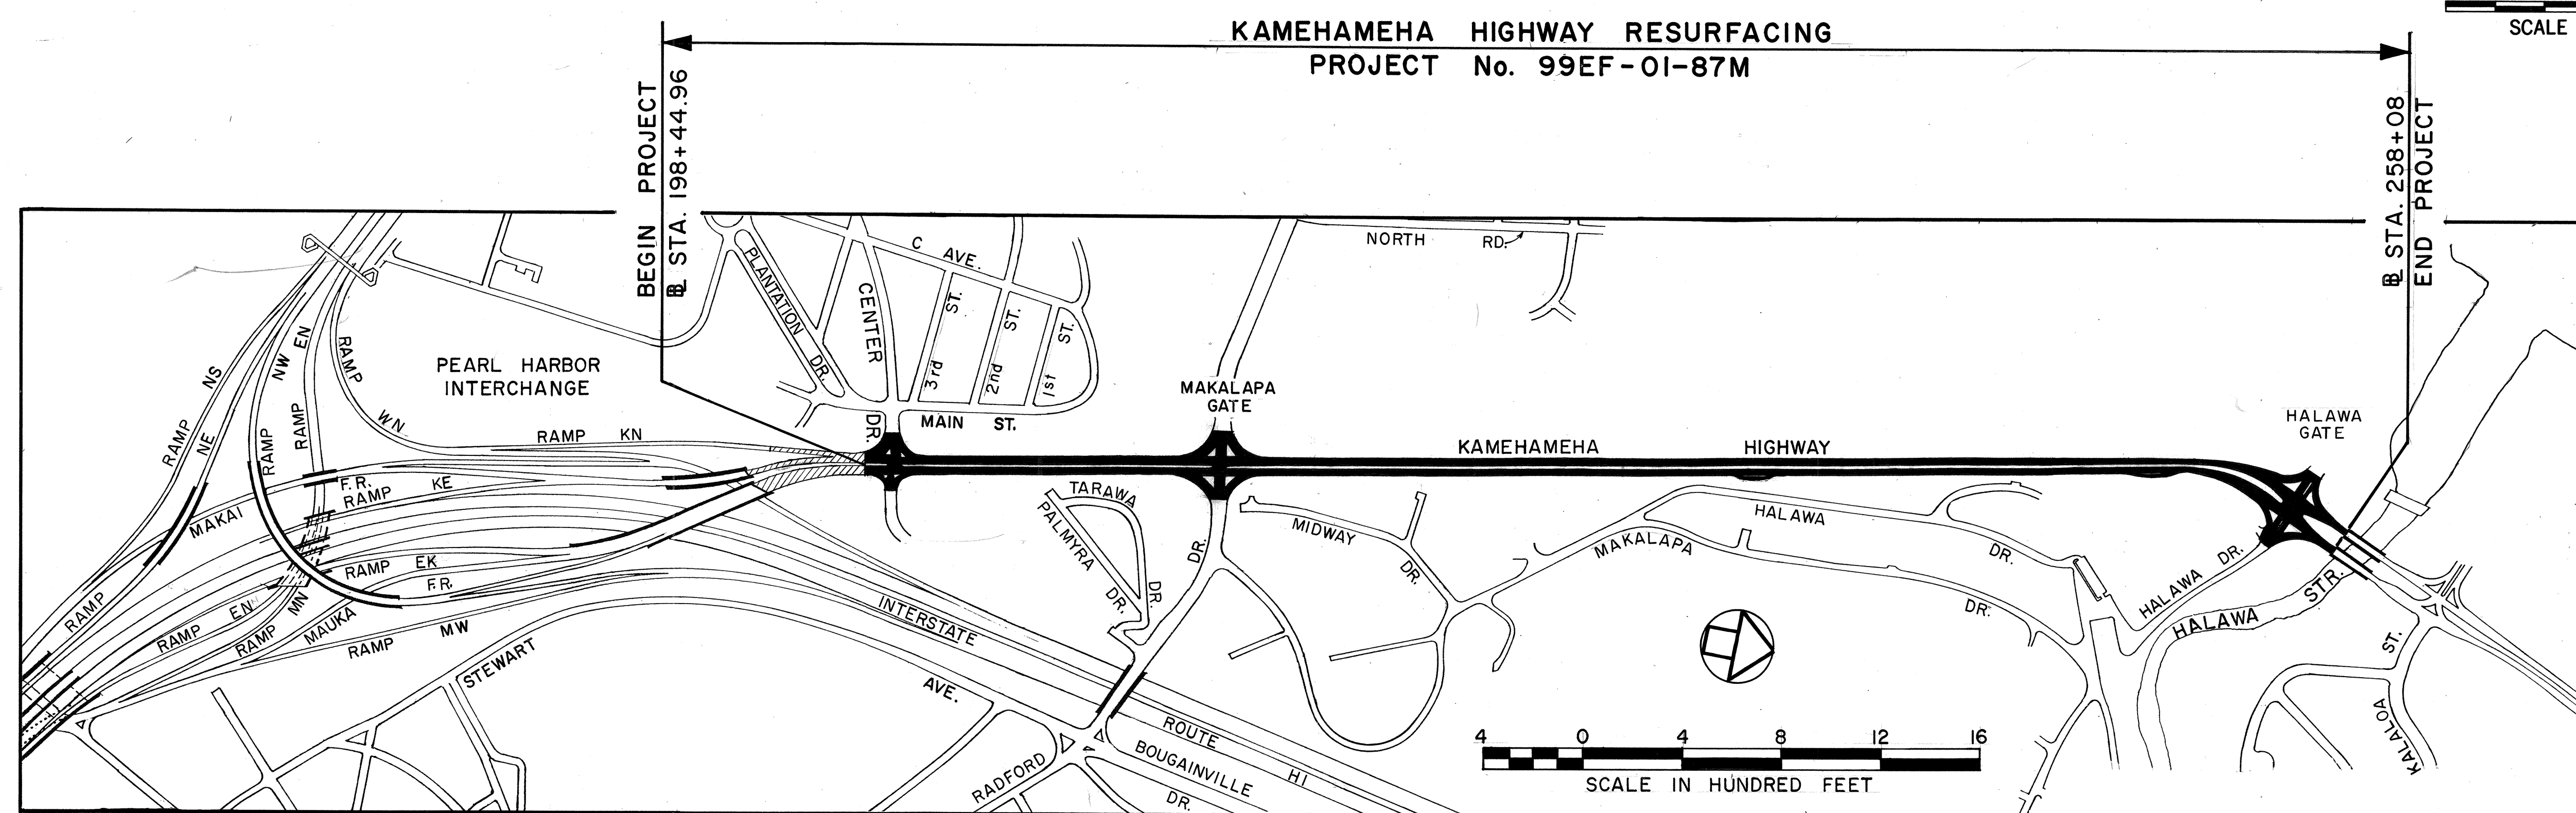 KAMEHAMEHA HIGHWAY RESURFACING
PROJECT No. 99EF-01-87M
SCALE
BEGIN PROJECT
BL STA. 198+44.96
BL STA. 258+08
END PROJECT
PEARL HARBOR
INTERCHANGE
RAMP NS
NE
NW
EN
RAMP
RAMP
RAMP WN
RAMP KN
F.R.
RAMP KE
MAKAI
RAMP
RAMP EK
F.R.
RAMP EN
RAMP MN
MAUKA
RAMP MW
STEWART AVE.
PLANTATION DR.
CENTER DR.
C AVE.
3rd ST.
2nd ST.
1st ST.
MAIN ST.
MAKALAPA
GATE
NORTH RD.
KAMEHAMEHA HIGHWAY
HALAWA
GATE
TARAWA DR.
PALMYRA DR.
DR.
MIDWAY DR.
MAKALAPA DR.
HALAWA DR.
HALAWA DR.
HALAWA STR.
ST.
KALALOA
INTERSTATE ROUTE HI
RADFORD
BOUGAINVILLE DR.
4 0 4 8 12 16
SCALE IN HUNDRED FEET